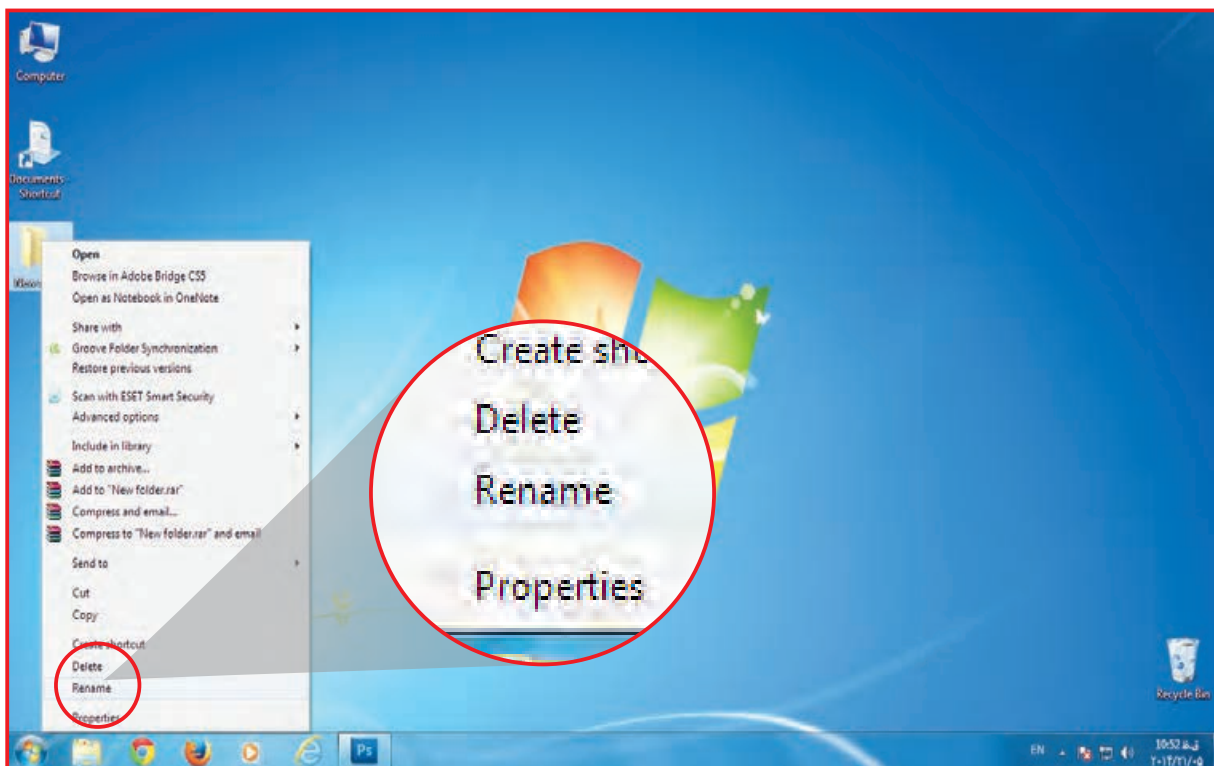 Computer
Documents -
Shortcut
Open
Browse in Adobe Bridge CS5
Open as Notebook in OneNote
Share with
Groove Folder Synchronization
Restore previous versions
Scan with ESET Smart Security
Advanced options
Include in library
Add to archive...
Add to "New folder.rar"
Compress and email...
Compress to "New folder.rar" and email
Send to
Cut
Copy
Create shortcut
Delete
Rename
Properties
Create sho
Delete
Rename
Properties
Recycle Bin
Ps
EN
10:52 ق.ظ